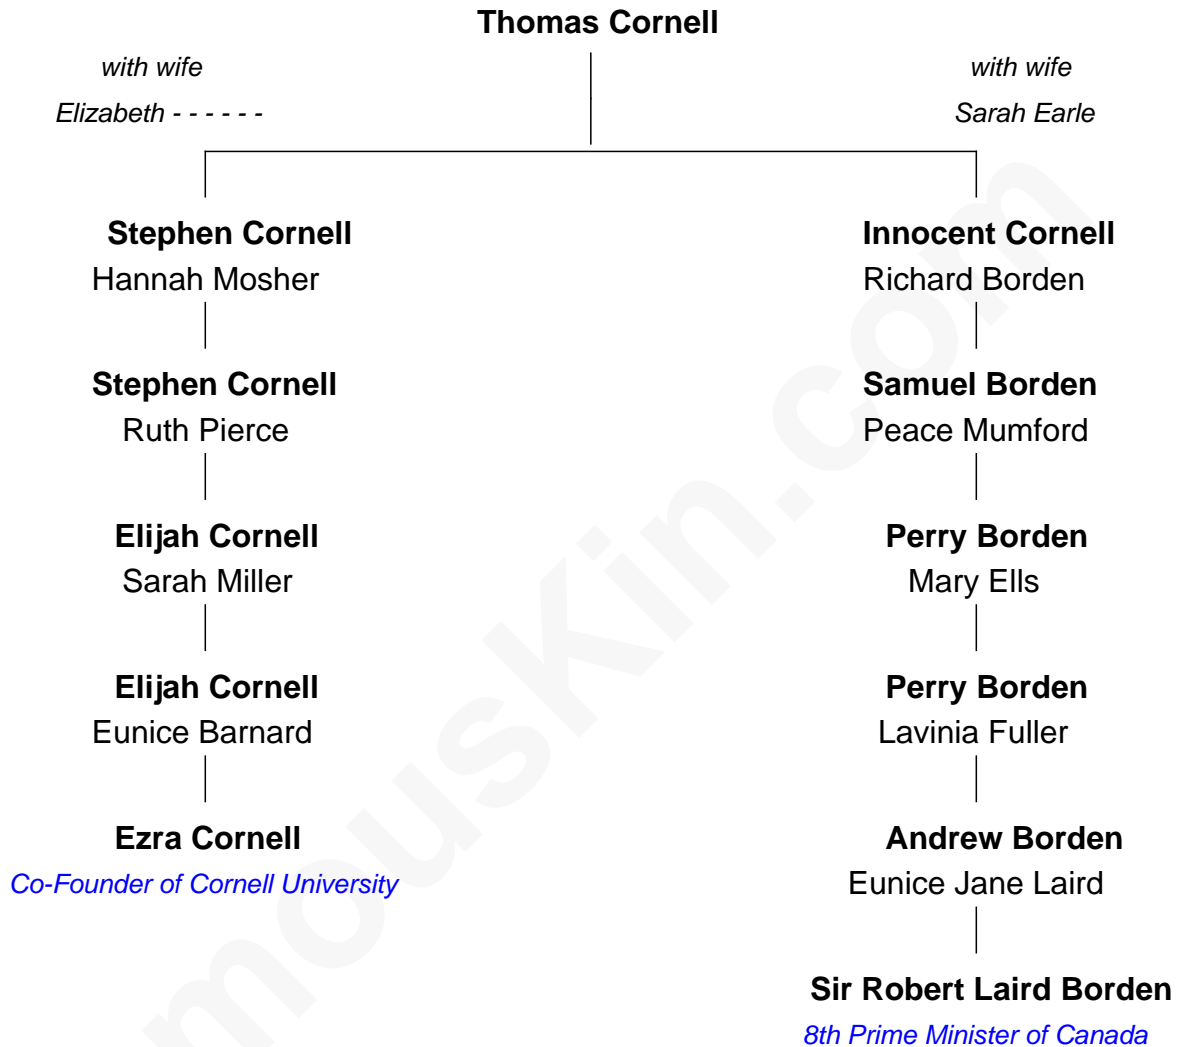 Thomas Cornell
with wife
Elizabeth - - - - - -
with wife
Sarah Earle
Stephen Cornell
Hannah Mosher
Innocent Cornell
Richard Borden
Stephen Cornell
Ruth Pierce
Samuel Borden
Peace Mumford
Elijah Cornell
Sarah Miller
Perry Borden
Mary Ells
Elijah Cornell
Eunice Barnard
Perry Borden
Lavinia Fuller
Ezra Cornell
Co-Founder of Cornell University
Andrew Borden
Eunice Jane Laird
Sir Robert Laird Borden
8th Prime Minister of Canada
mousKin.com